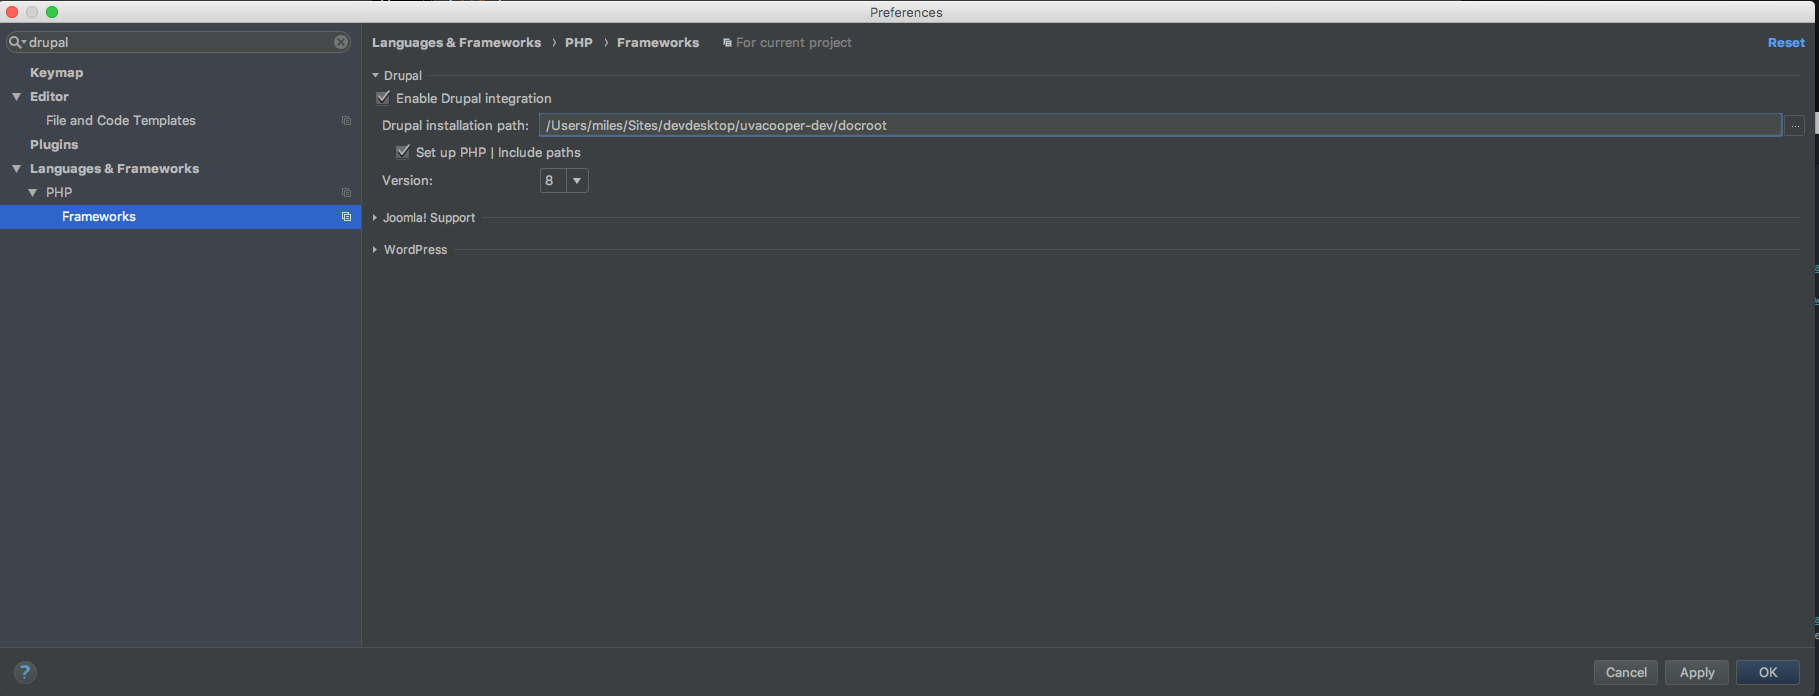 Preferences
drupal
Keymap
Editor
File and Code Templates
Plugins
Languages & Frameworks
PHP
Frameworks
Languages & Frameworks › PHP › Frameworks For current project
Reset
Drupal
Enable Drupal integration
Drupal installation path: /Users/miles/Sites/devdesktop/uvacooper-dev/docroot ...
Set up PHP | Include paths
Version: 8
Joomla! Support
WordPress
?
Cancel Apply OK